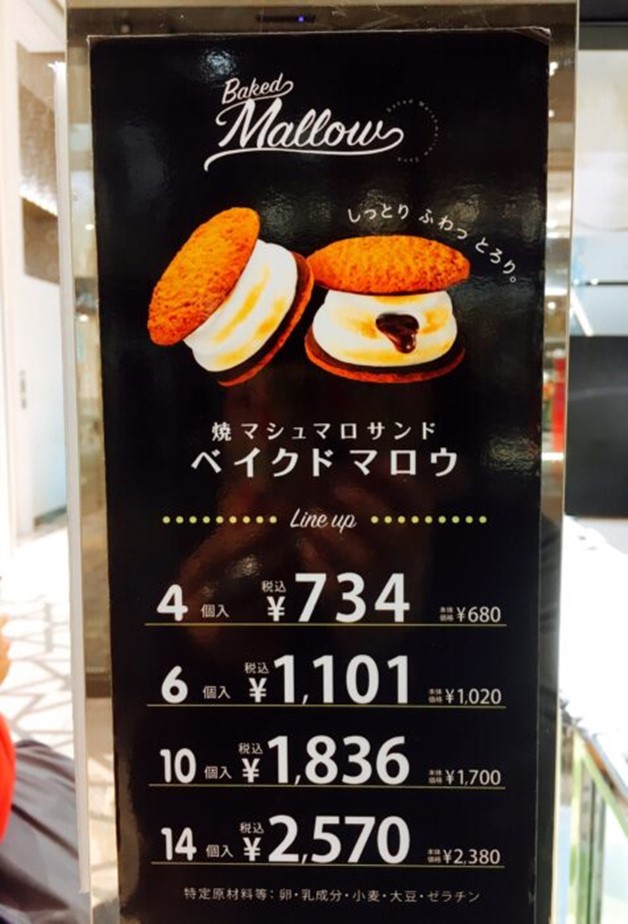 Baked
Mallow
しっとり ふわっ とろり。
焼マシュマロサンド
ベイクドマロウ
Line up
4個入 税込 ¥734 本体価格 ¥680
6個入 税込 ¥1,101 本体価格 ¥1,020
10個入 税込 ¥1,836 本体価格 ¥1,700
14個入 税込 ¥2,570 本体価格 ¥2,380
特定原材料等：卵・乳成分・小麦・大豆・ゼラチン